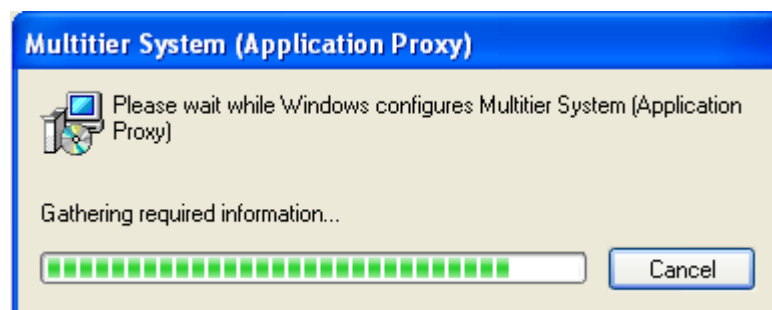 Multitier System (Application Proxy)
Please wait while Windows configures Multitier System (Application
Proxy)
Gathering required information...
Cancel